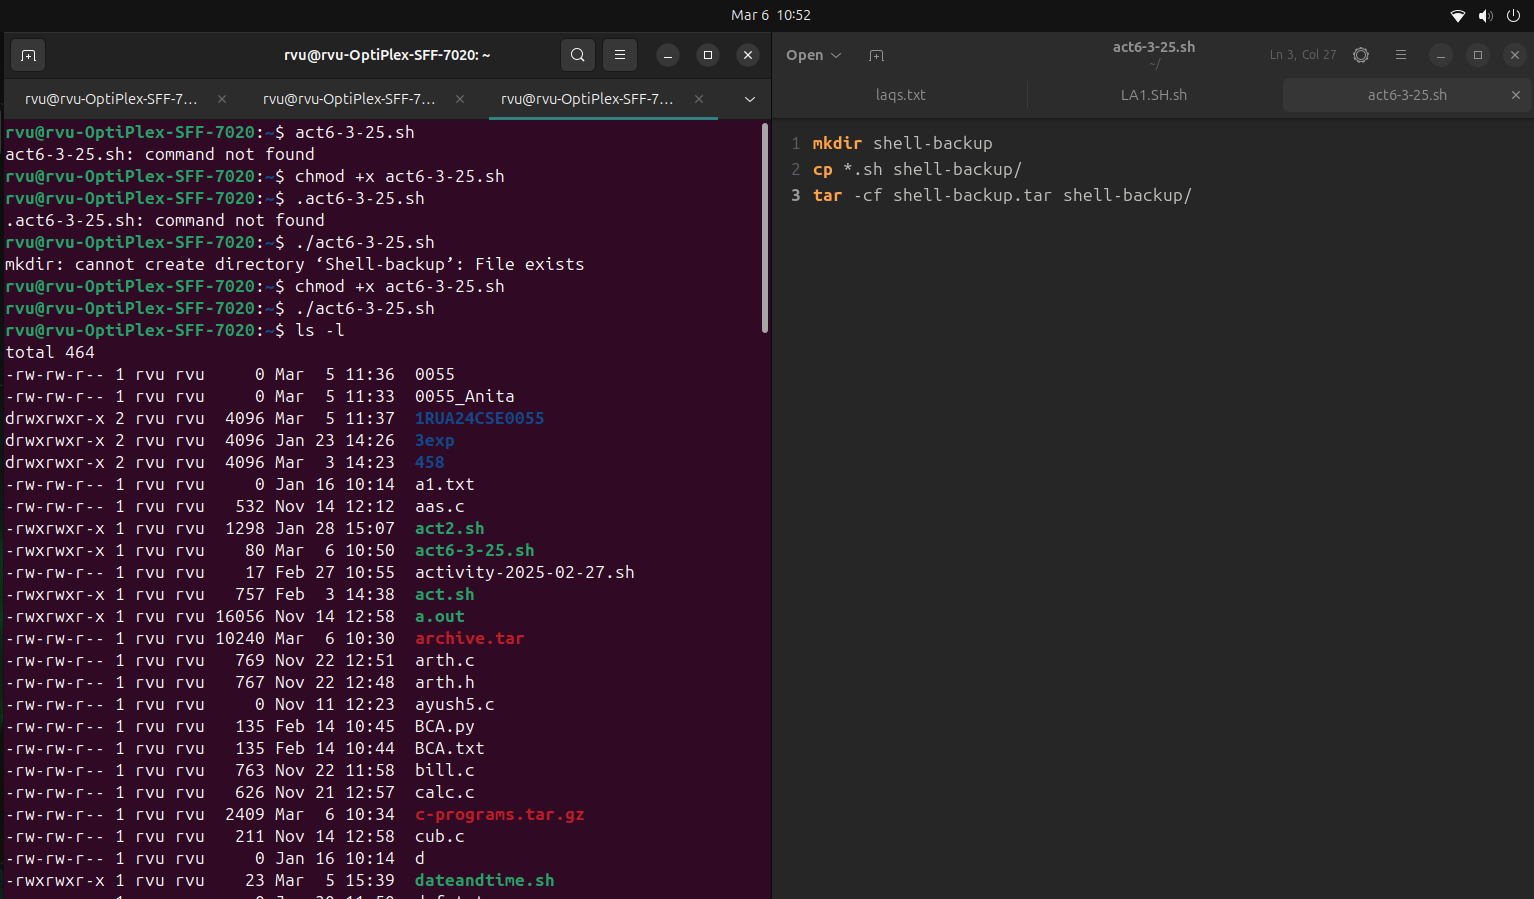 Mar 6 10:52
rvu@rvu-OptiPlex-SFF-7020: ~
rvu@rvu-OptiPlex-SFF-7...
rvu@rvu-OptiPlex-SFF-7...
rvu@rvu-OptiPlex-SFF-7...
rvu@rvu-OptiPlex-SFF-7020:~$ act6-3-25.sh
act6-3-25.sh: command not found
rvu@rvu-OptiPlex-SFF-7020:~$ chmod +x act6-3-25.sh
rvu@rvu-OptiPlex-SFF-7020:~$ .act6-3-25.sh
.act6-3-25.sh: command not found
rvu@rvu-OptiPlex-SFF-7020:~$ ./act6-3-25.sh
mkdir: cannot create directory ‘Shell-backup’: File exists
rvu@rvu-OptiPlex-SFF-7020:~$ chmod +x act6-3-25.sh
rvu@rvu-OptiPlex-SFF-7020:~$ ./act6-3-25.sh
rvu@rvu-OptiPlex-SFF-7020:~$ ls -l
total 464
-rw-rw-r-- 1 rvu rvu     0 Mar  5 11:36  0055
-rw-rw-r-- 1 rvu rvu     0 Mar  5 11:33  0055_Anita
drwxrwxr-x 2 rvu rvu  4096 Mar  5 11:37  1RUA24CSE0055
drwxrwxr-x 2 rvu rvu  4096 Jan 23 14:26  3exp
drwxrwxr-x 2 rvu rvu  4096 Mar  3 14:23  458
-rw-rw-r-- 1 rvu rvu     0 Jan 16 10:14  a1.txt
-rw-rw-r-- 1 rvu rvu   532 Nov 14 12:12  aas.c
-rwxrwxr-x 1 rvu rvu  1298 Jan 28 15:07  act2.sh
-rwxrwxr-x 1 rvu rvu    80 Mar  6 10:50  act6-3-25.sh
-rw-rw-r-- 1 rvu rvu    17 Feb 27 10:55  activity-2025-02-27.sh
-rwxrwxr-x 1 rvu rvu   757 Feb  3 14:38  act.sh
-rwxrwxr-x 1 rvu rvu 16056 Nov 14 12:58  a.out
-rw-rw-r-- 1 rvu rvu 10240 Mar  6 10:30  archive.tar
-rw-rw-r-- 1 rvu rvu   769 Nov 22 12:51  arth.c
-rw-rw-r-- 1 rvu rvu   767 Nov 22 12:48  arth.h
-rw-rw-r-- 1 rvu rvu     0 Nov 11 12:23  ayush5.c
-rw-rw-r-- 1 rvu rvu   135 Feb 14 10:45  BCA.py
-rw-rw-r-- 1 rvu rvu   135 Feb 14 10:44  BCA.txt
-rw-rw-r-- 1 rvu rvu   763 Nov 22 11:58  bill.c
-rw-rw-r-- 1 rvu rvu   626 Nov 21 12:57  calc.c
-rw-rw-r-- 1 rvu rvu  2409 Mar  6 10:34  c-programs.tar.gz
-rw-rw-r-- 1 rvu rvu   211 Nov 14 12:58  cub.c
-rw-rw-r-- 1 rvu rvu     0 Jan 16 10:14  d
-rwxrwxr-x 1 rvu rvu    23 Mar  5 15:39  dateandtime.sh
Open
act6-3-25.sh
~/
Ln 3, Col 27
laqs.txt
LA1.SH.sh
act6-3-25.sh
1 mkdir shell-backup
2 cp *.sh shell-backup/
3 tar -cf shell-backup.tar shell-backup/